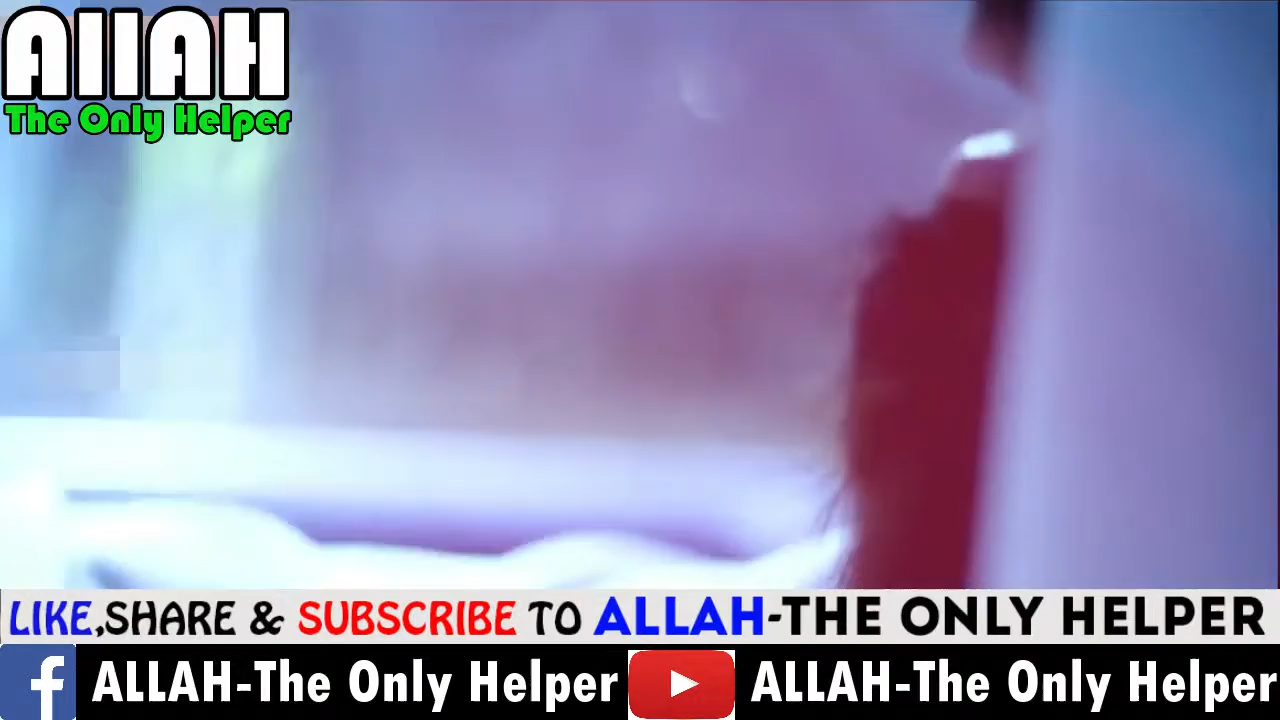 AllAH
The Only Helper
LIKE,SHARE & SUBSCRIBE TO ALLAH-THE ONLY HELPER
f ALLAH-The Only Helper ALLAH-The Only Helper